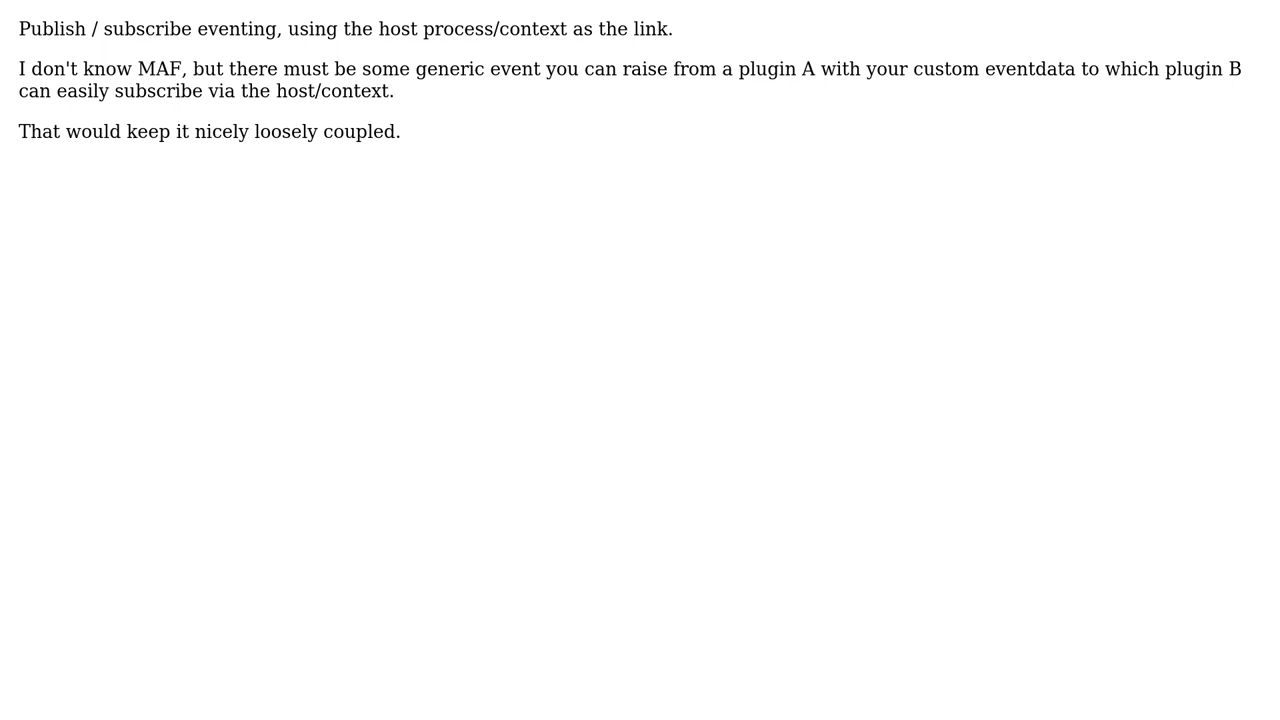 Publish / subscribe eventing, using the host process/context as the link.
I don't know MAF, but there must be some generic event you can raise from a plugin A with your custom eventdata to which plugin B
can easily subscribe via the host/context.
That would keep it nicely loosely coupled.